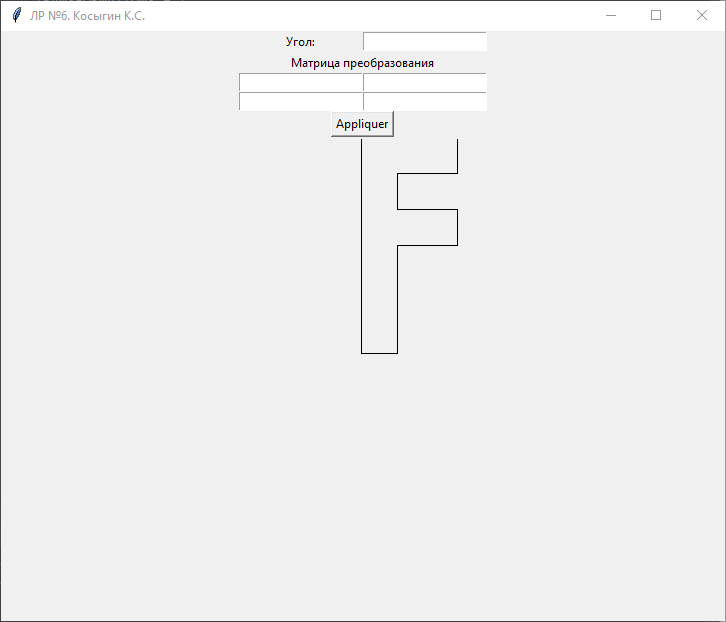 ЛР №6. Косыгин К.С.
Угол:
Матрица преобразования
Appliquer
F